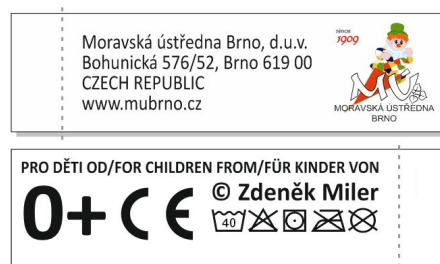 Moravská ústředna Brno, d.u.v.
Bohunická 576/52, Brno 619 00
CZECH REPUBLIC
www.mubrno.cz
since
1909
MU
MORAVSKÁ ÚSTŘEDNA
BRNO
PRO DĚTI OD/FOR CHILDREN FROM/FÜR KINDER VON
0+ CE
© Zdeněk Miler
40